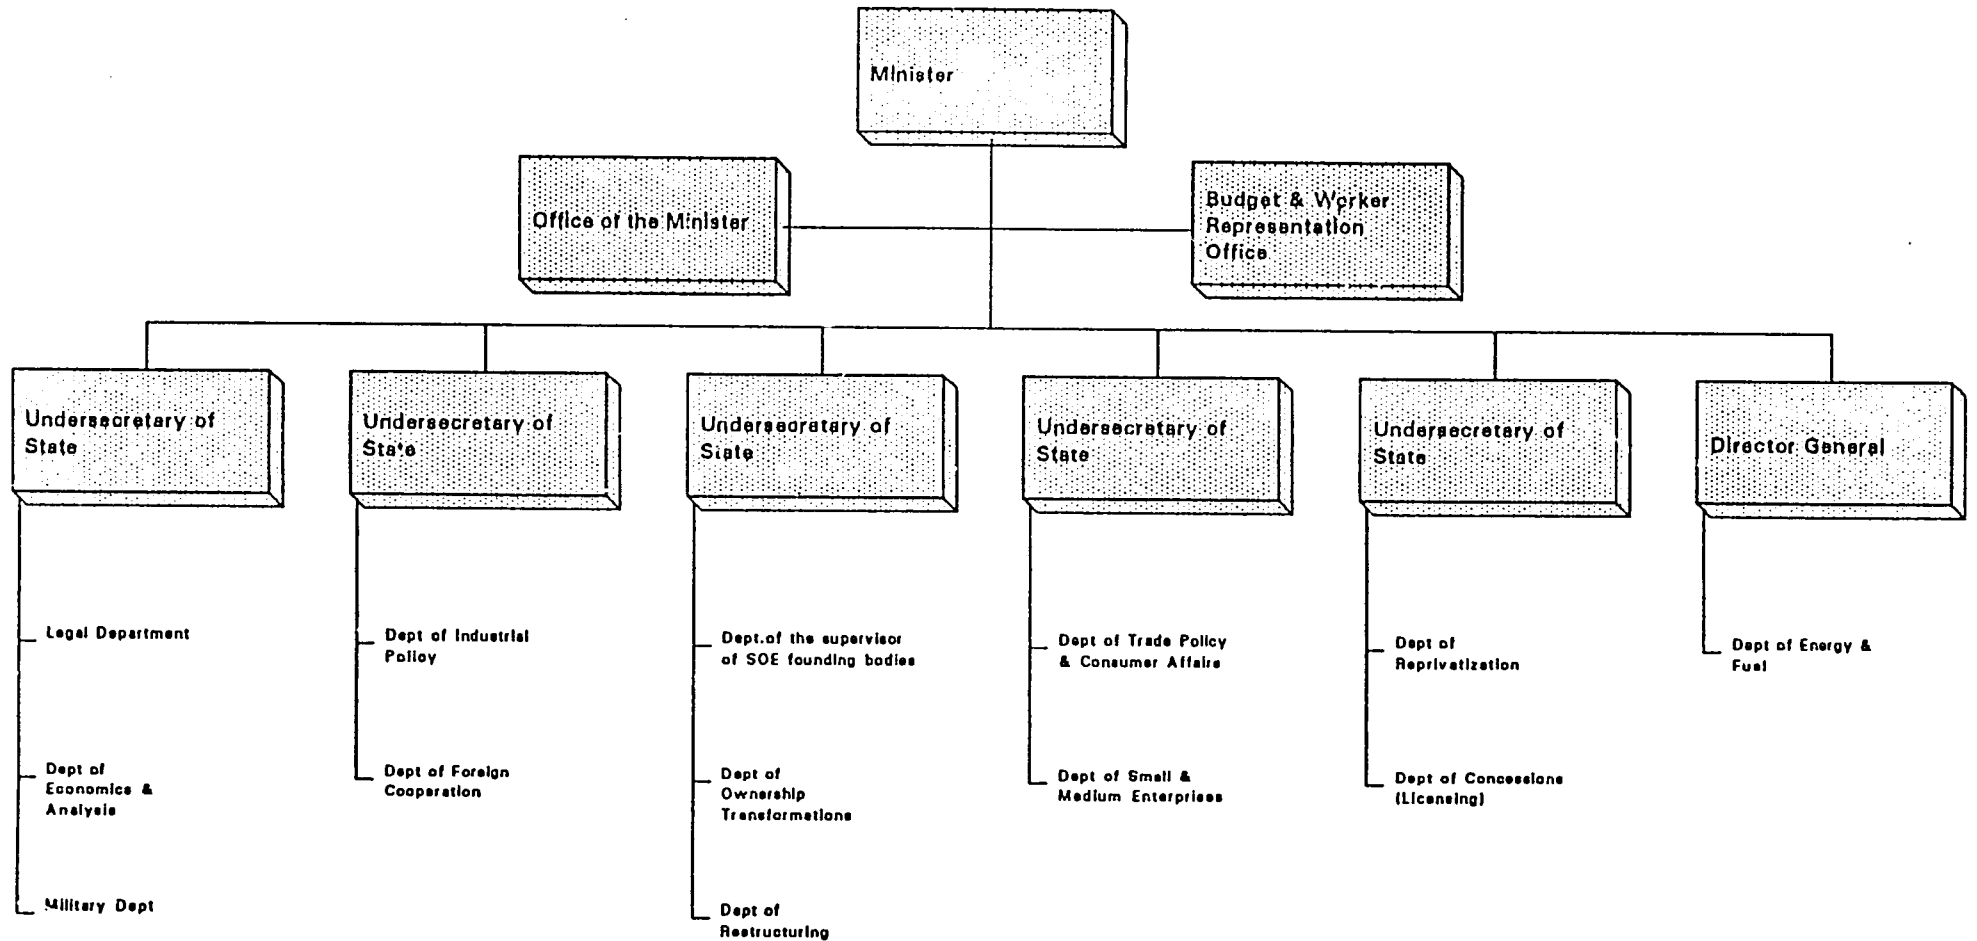 Minister
Office of the Minister
Budget & Worker
Representation
Office
Undersecretary of
State
Undersecretary of
State
Undersecretary of
State
Undersecretary of
State
Undersecretary of
State
Director General
Legal Department
Dept of
Economics &
Analysis
Military Dept
Dept of Industrial
Policy
Dept of Foreign
Cooperation
Dept.of the supervisor
of SOE founding bodies
Dept of
Ownership
Transformations
Dept of
Restructuring
Dept of Trade Policy
& Consumer Affairs
Dept of Small &
Medium Enterprises
Dept of
Reprivatization
Dept of Concessions
(Licensing)
Dept of Energy &
Fuel